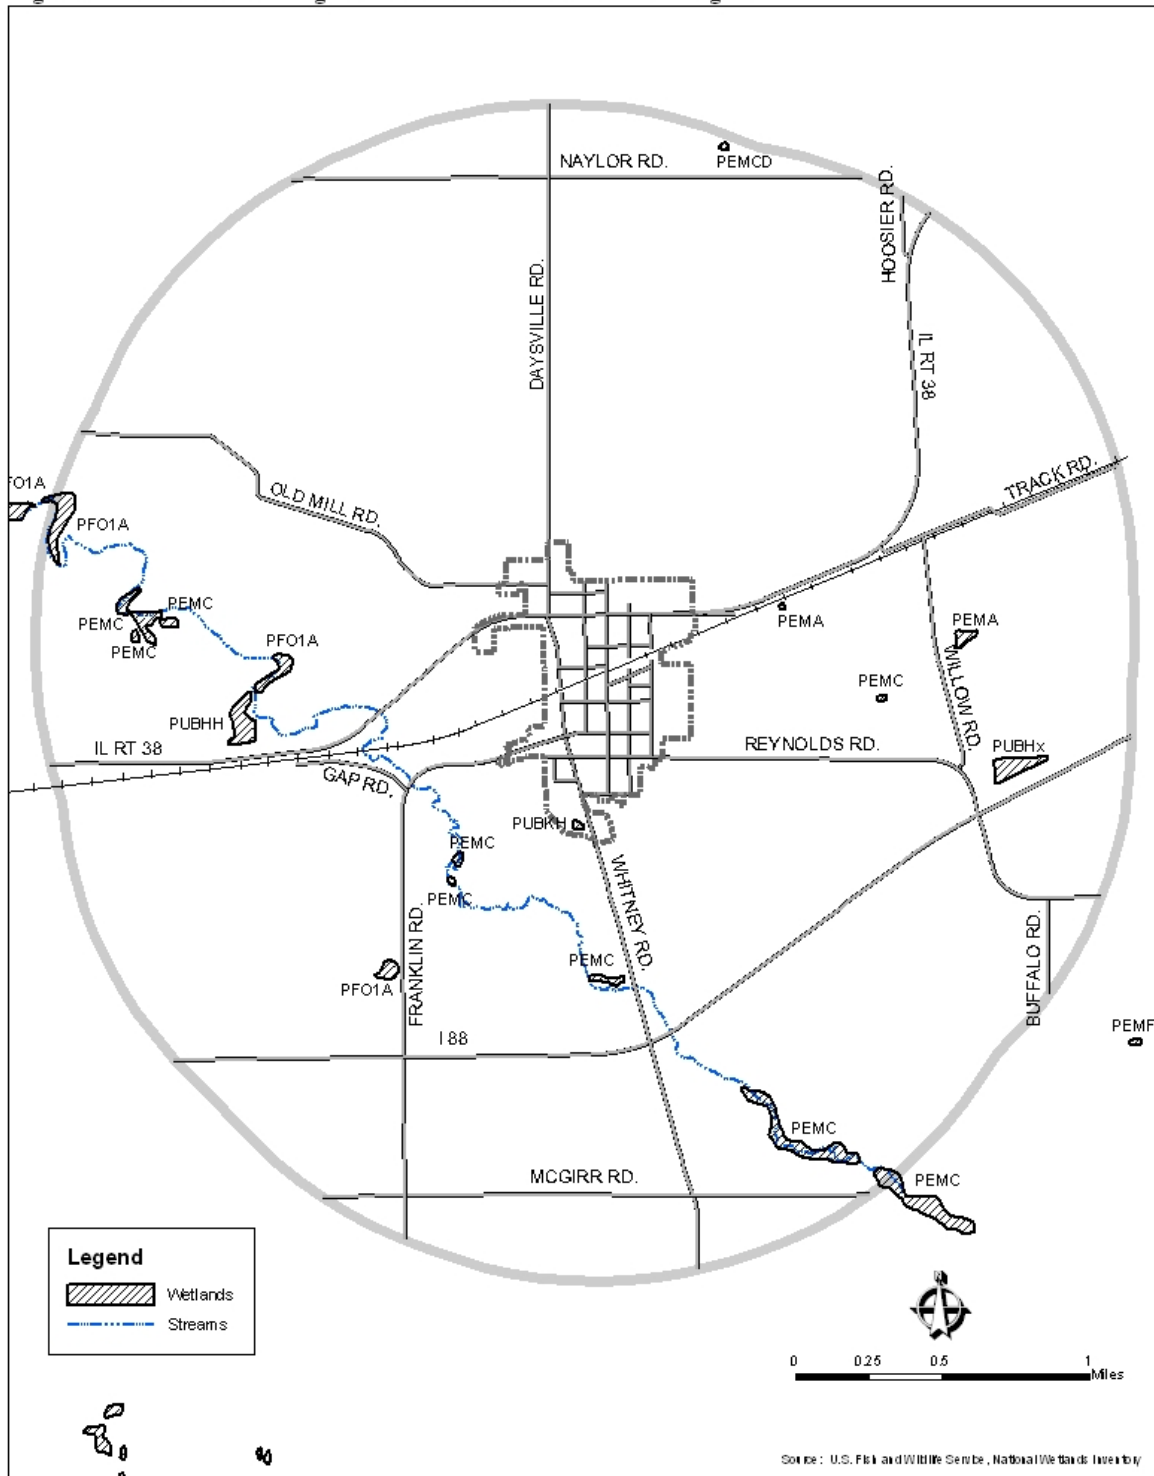 NAYLOR RD.
PEMCD
HOOSIER RD.
DAYSVILLE RD.
IL RT 38
TRACK RD.
FO1A
OLD MILL RD.
PFO1A
PEMC
PEMC
PEMC
PEMA
PEMA
PFO1A
WILLOW RD.
PEMC
PUBHH
IL RT 38
REYNOLDS RD.
PUBHx
GAP RD.
PUBKH
PEMC
PEMC
WHITNEY RD.
FRANKLIN RD.
BUFFALO RD.
PEMC
PFO1A
PEMF
I 88
PEMC
MCGIRR RD.
PEMC
Legend
Wetlands
Streams
N
0 0.25 0.5 1
Miles
Source: U.S. Fish and Wildlife Service, National Wetlands Inventory